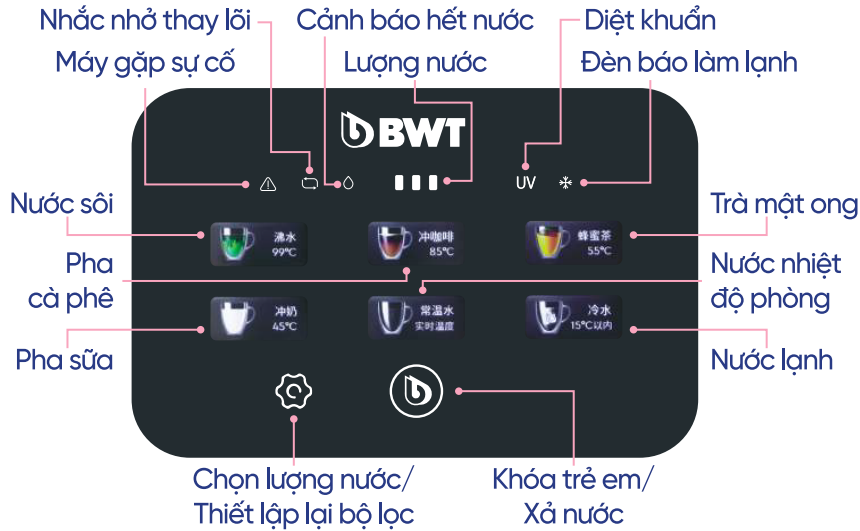 Nhắc nhở thay lõi
Cảnh báo hết nước
Diệt khuẩn
Máy gặp sự cố
Lượng nước
Đèn báo làm lạnh
BWT
UV
Nước sôi
沸水
99℃
冲咖啡
85℃
蜂蜜茶
55℃
Trà mật ong
Pha
cà phê
Nước nhiệt
độ phòng
冲奶
45℃
常温水
实时温度
冷水
15℃以内
Pha sữa
Nước lạnh
Chọn lượng nước/
Thiết lập lại bộ lọc
Khóa trẻ em/
Xả nước